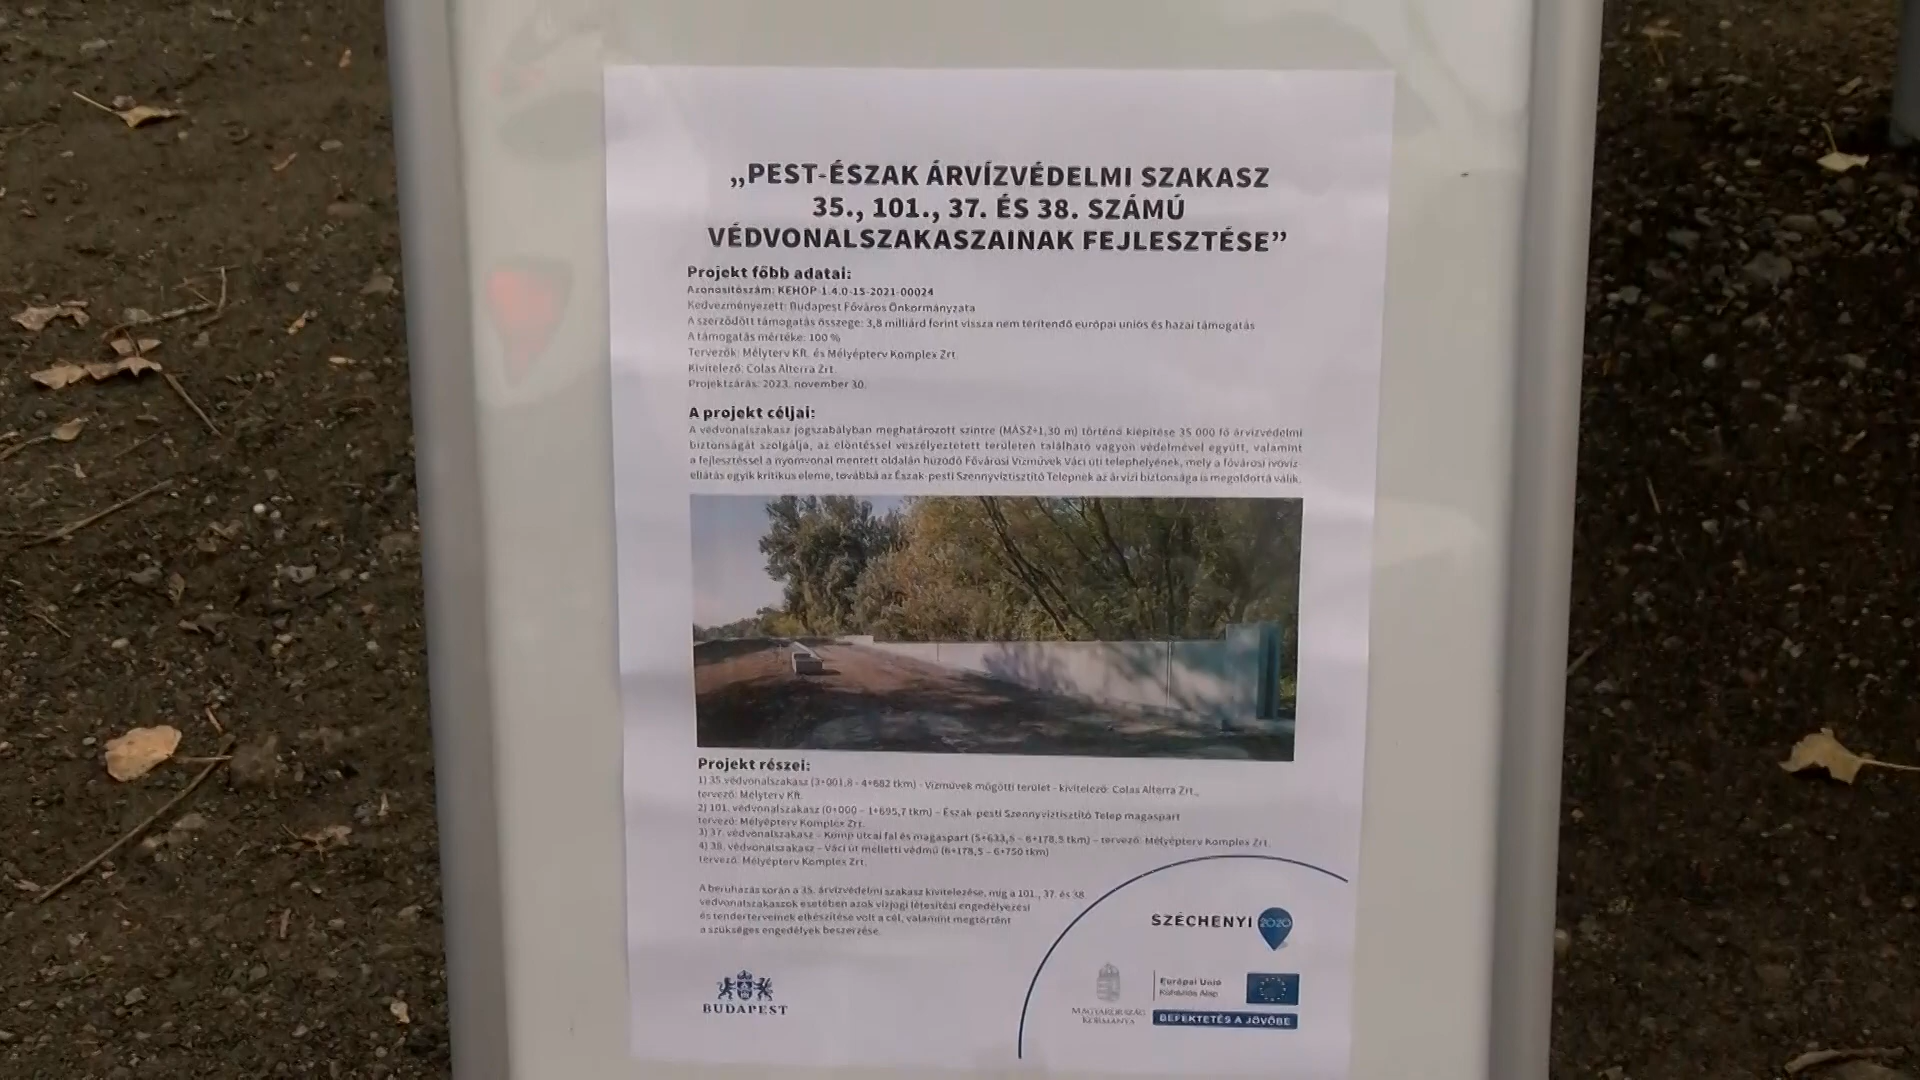 „PEST-ÉSZAK ÁRVÍZVÉDELMI SZAKASZ
35., 101., 37. ÉS 38. SZÁMÚ
VÉDVONALSZAKASZAINAK FEJLESZTÉSE”
Projekt főbb adatai:
Azonosítószám: KEHOP-1.4.0-15-2021-00024
Kedvezményezett: Budapest Főváros Önkormányzata
A szerződött támogatás összege: 3,8 milliárd forint vissza nem térítendő európai uniós és hazai támogatás
A támogatás mértéke: 100 %
Tervezők: Mélyterv Kft. és Mélyépterv Komplex Zrt.
Kivitelező: Colas Alterra Zrt.
Projektzárás: 2023. november 30.
A projekt céljai:
A védvonalszakasz jogszabályban meghatározott szintre (MÁSZ+1,30 m) történő kiépítése 35 000 fő árvízvédelmi
biztonságát szolgálja, az elöntéssel veszélyeztetett területen található vagyon védelmével együtt, valamint
a fejlesztéssel a nyomvonal mentett oldalán húzódó Fővárosi Vízművek Váci úti telephelyének, mely a fővárosi ivóvíz
ellátás egyik kritikus eleme, továbbá az Észak-pesti Szennyvíztisztító Telepnek az árvízi biztonsága is megoldottá válik.
Projekt részei:
1) 35 védvonalszakasz (3+001,8 - 4+682 tkm) - Vízművek mögötti terület - kivitelező: Colas Alterra Zrt.,
tervező: Mélyterv Kft.
2) 101. védvonalszakasz (0+000 – 1+695,7 tkm) – Észak-pesti Szennyvíztisztító Telep magaspart
tervező: Mélyépterv Komplex Zrt.
3) 37. védvonalszakasz – Komp utcai fal és magaspart (5+633,5 – 6+178,5 tkm) – tervező: Mélyépterv Komplex Zrt.
4) 38. védvonalszakasz – Váci út melletti védmű (6+178,5 – 6+750 tkm)
tervező: Mélyépterv Komplex Zrt.
A beruházás során a 35. árvízvédelmi szakasz kivitelezése, míg a 101., 37. és 38.
védvonalszakaszok esetében azok vízjogi létesítési engedélyezési
és tenderterveinek elkészítése volt a cél, valamint megtörtént
a szükséges engedélyek beszerzése.
SZÉCHENYI 2020
BUDAPEST
MAGYARORSZÁG
KORMÁNYA
Európai Unió
Kohéziós Alap
BEFEKTETÉS A JÖVŐBE